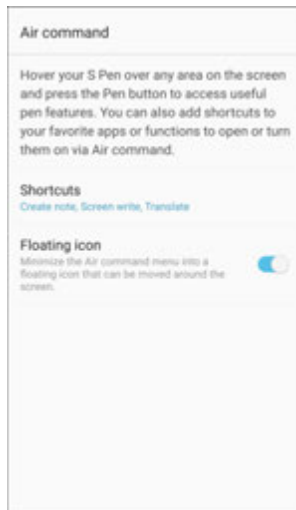 Air command
Hover your S Pen over any area on the screen
and press the Pen button to access useful
pen features. You can also add shortcuts to
your favorite apps or functions to open or turn
them on via Air command.
Shortcuts
Create note, Screen write, Translate
Floating icon
Minimize the Air command menu into a
floating icon that can be moved around the
screen.